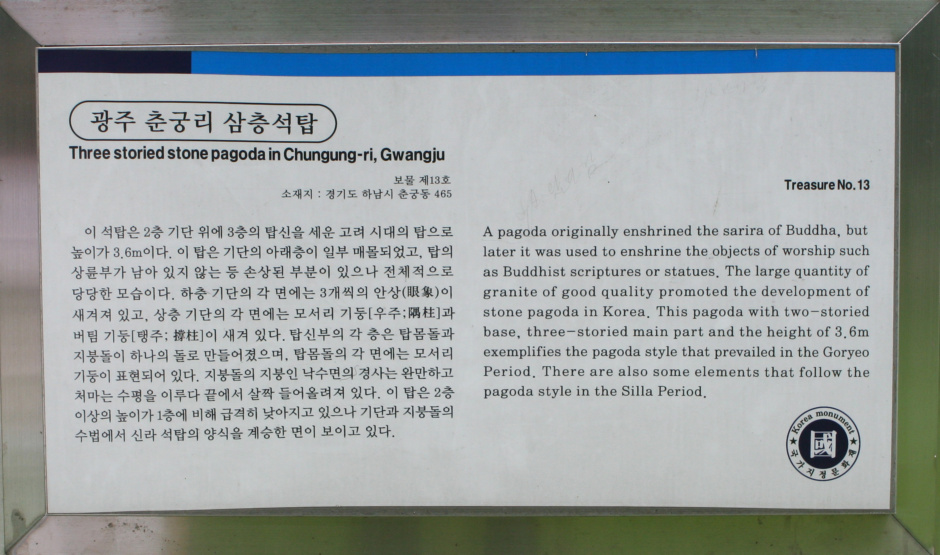 광주 춘궁리 삼층석탑
Three storied stone pagoda in Chungung-ri, Gwangju
보물 제13호
소재지 : 경기도 하남시 춘궁동 465
이 석탑은 2층 기단 위에 3층의 탑신을 세운 고려 시대의 탑으로
높이가 3.6m이다. 이 탑은 기단의 아래층이 일부 매몰되었고, 탑의
상륜부가 남아 있지 않는 등 손상된 부분이 있으나 전체적으로
당당한 모습이다. 하층 기단의 각 면에는 3개씩의 안상(眼象)이
새겨져 있고, 상층 기단의 각 면에는 모서리 기둥[우주;隅柱]과
버팀 기둥[탱주; 撐柱]이 새겨 있다. 탑신부의 각 층은 탑몸돌과
지붕돌이 하나의 돌로 만들어졌으며, 탑몸돌의 각 면에는 모서리
기둥이 표현되어 있다. 지붕돌의 지붕인 낙수면의 경사는 완만하고
처마는 수평을 이루다 끝에서 살짝 들어올려져 있다. 이 탑은 2층
이상의 높이가 1층에 비해 급격히 낮아지고 있으나 기단과 지붕돌의
수법에서 신라 석탑의 양식을 계승한 면이 보이고 있다.
Treasure No. 13
A pagoda originally enshrined the sarira of Buddha, but
later it was used to enshrine the objects of worship such
as Buddhist scriptures or statues. The large quantity of
granite of good quality promoted the development of
stone pagoda in Korea. This pagoda with two-storied
base, three-storied main part and the height of 3.6m
exemplifies the pagoda style that prevailed in the Goryeo
Period. There are also some elements that follow the
pagoda style in the Silla Period.
Korea monument
國
국가지정문화재